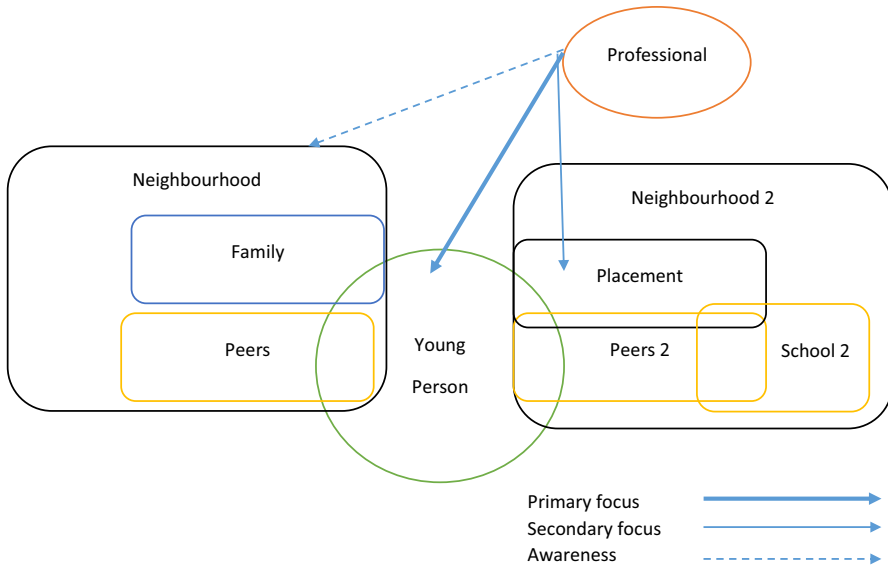 Professional
Neighbourhood
Neighbourhood 2
Family
Placement
Peers
Young
Person
Peers 2
School 2
Primary focus
Secondary focus
Awareness